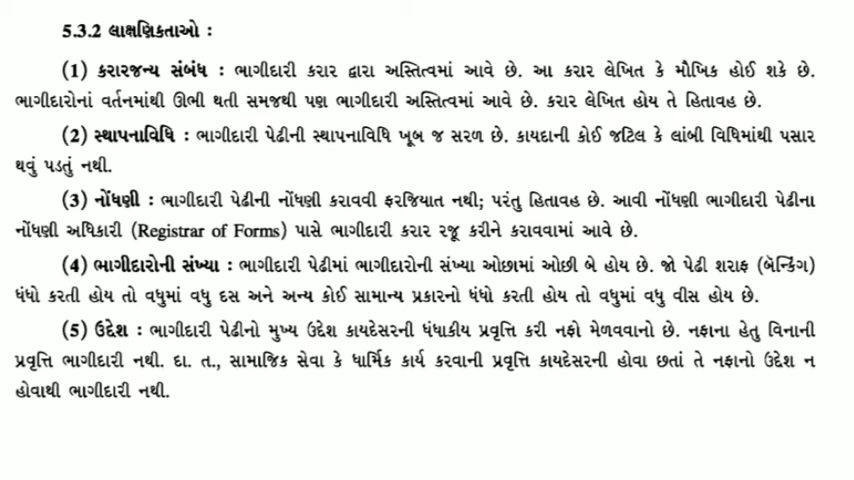 5.3.2 લાક્ષણિકતાઓ :
(1) કરારજન્ય સંબંધ : ભાગીદારી કરાર દ્વારા અસ્તિત્વમાં આવે છે. આ કરાર લેખિત કે મૌખિક હોઈ શકે છે.
ભાગીદારોનાં વર્તનમાંથી ઊભી થતી સમજથી પણ ભાગીદારી અસ્તિત્વમાં આવે છે. કરાર લેખિત હોય તે હિતાવહ છે.
(2) સ્થાપનાવિધિ : ભાગીદારી પેઢીની સ્થાપનાવિધિ ખૂબ જ સરળ છે. કાયદાની કોઈ જટિલ કે લાંબી વિધિમાંથી પસાર
થવું પડતું નથી.
(3) નોંધણી : ભાગીદારી પેઢીની નોંધણી કરાવવી ફરજિયાત નથી; પરંતુ હિતાવહ છે. આવી નોંધણી ભાગીદારી પેઢીના
નોંધણી અધિકારી (Registrar of Forms) પાસે ભાગીદારી કરાર રજૂ કરીને કરાવવામાં આવે છે.
(4) ભાગીદારોની સંખ્યા : ભાગીદારી પેઢીમાં ભાગીદારોની સંખ્યા ઓછામાં ઓછી બે હોય છે. જો પેઢી શરાફ (બૅન્કિંગ)
ધંધો કરતી હોય તો વધુમાં વધુ દસ અને અન્ય કોઈ સામાન્ય પ્રકારનો ધંધો કરતી હોય તો વધુમાં વધુ વીસ હોય છે.
(5) ઉદેશ : ભાગીદારી પેઢીનો મુખ્ય ઉદેશ કાયદેસરની ધંધાકીય પ્રવૃત્તિ કરી નફો મેળવવાનો છે. નફાના હેતુ વિનાની
પ્રવૃત્તિ ભાગીદારી નથી. દા. ત., સામાજિક સેવા કે ધાર્મિક કાર્ય કરવાની પ્રવૃત્તિ કાયદેસરની હોવા છતાં તે નફાનો ઉદ્દેશ ન
હોવાથી ભાગીદારી નથી.